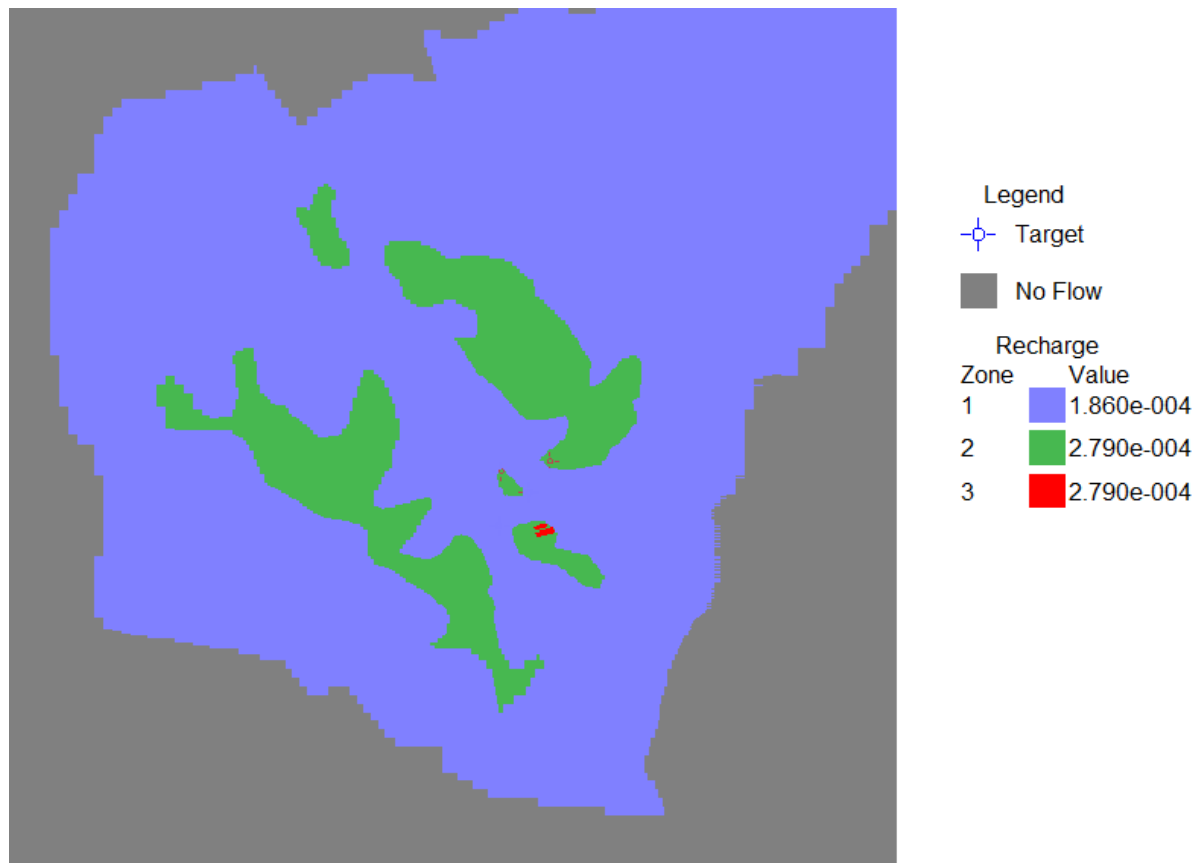 Legend
Target
No Flow
Recharge
Zone Value
1 1.860e-004
2 2.790e-004
3 2.790e-004